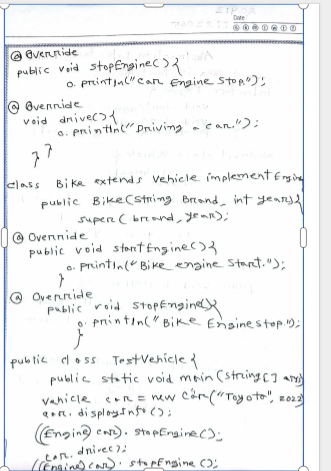 Date
@ Override
public void stopEngine() {
o. println("Car Engine Stop.");
@ Override
void drive() {
o. println("Driving a car.");
} }
class Bike extends Vehicle implement Engin
public Bike (String Brand, int year) {
super( brand, year);
@ Override
public void startEngine() {
o. println("Bike engine Start.");
}
@ Override
public void stopEngine() {
o. println("Bike Engine stop.");
}
public class TestVehicle {
public static void main (String[] args)
vehicle car = new Car("Toyota", 2022
car. displayInfo ();
((Engine) car). stopEngine();
car. drive();
((Engine) car). stopEngine();